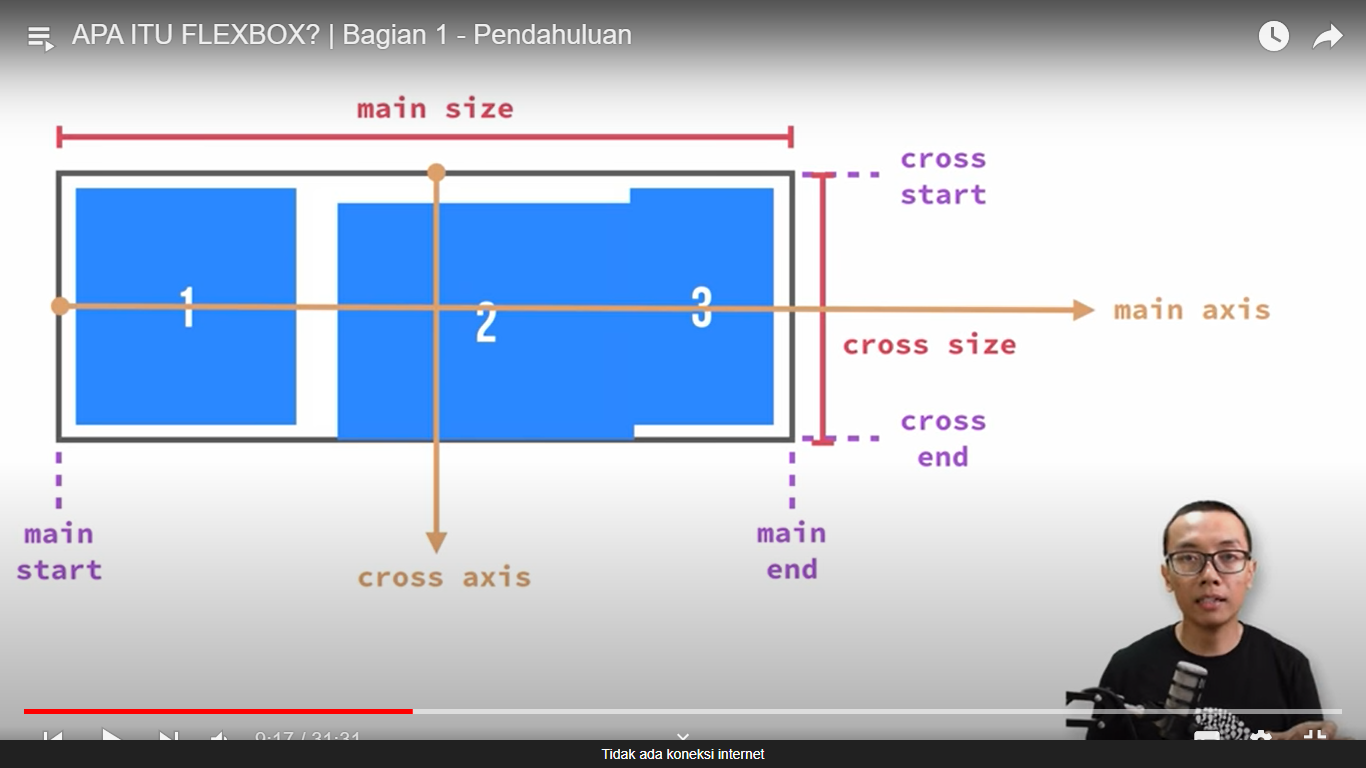 APA ITU FLEXBOX? | Bagian 1 - Pendahuluan
main size
cross
start
1
2
3
main axis
cross size
cross
end
main
start
main
end
cross axis
9:17 / 31:31
Tidak ada koneksi internet